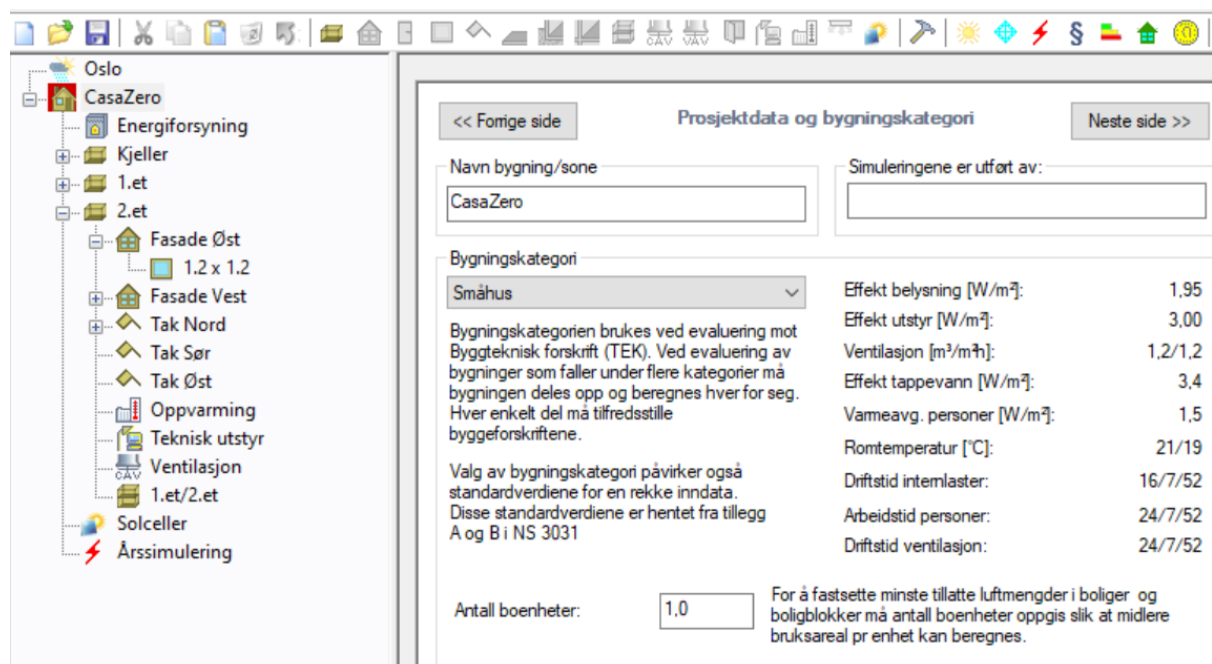 CAV
VAV
§
Oslo
CasaZero
Energiforsyning
Kjeller
1.et
2.et
Fasade Øst
1.2 x 1.2
Fasade Vest
Tak Nord
Tak Sør
Tak Øst
Oppvarming
Teknisk utstyr
CAV
Ventilasjon
1.et/2.et
Solceller
Årssimulering
<< Forrige side
Prosjektdata og bygningskategori
Neste side >>
Navn bygning/sone
CasaZero
Simuleringene er utført av:
Bygningskategori
Småhus
Bygningskategorien brukes ved evaluering mot
Byggteknisk forskrift (TEK). Ved evaluering av
bygninger som faller under flere kategorier må
bygningen deles opp og beregnes hver for seg.
Hver enkelt del må tilfredsstille
byggeforskriftene.
Valg av bygningskategori påvirker også
standardverdiene for en rekke inndata.
Disse standardverdiene er hentet fra tillegg
A og B i NS 3031
Effekt belysning [W/m²]: 1,95
Effekt utstyr [W/m²]: 3,00
Ventilasjon [m³/m²h]: 1,2/1,2
Effekt tappevann [W/m²]: 3,4
Varmeavg. personer [W/m²]: 1,5
Romtemperatur [°C]: 21/19
Driftstid internlaster: 16/7/52
Arbeidstid personer: 24/7/52
Driftstid ventilasjon: 24/7/52
Antall boenheter: 1,0
For å fastsette minste tillatte luftmengder i boliger og
boligblokker må antall boenheter oppgis slik at midlere
bruksareal pr enhet kan beregnes.